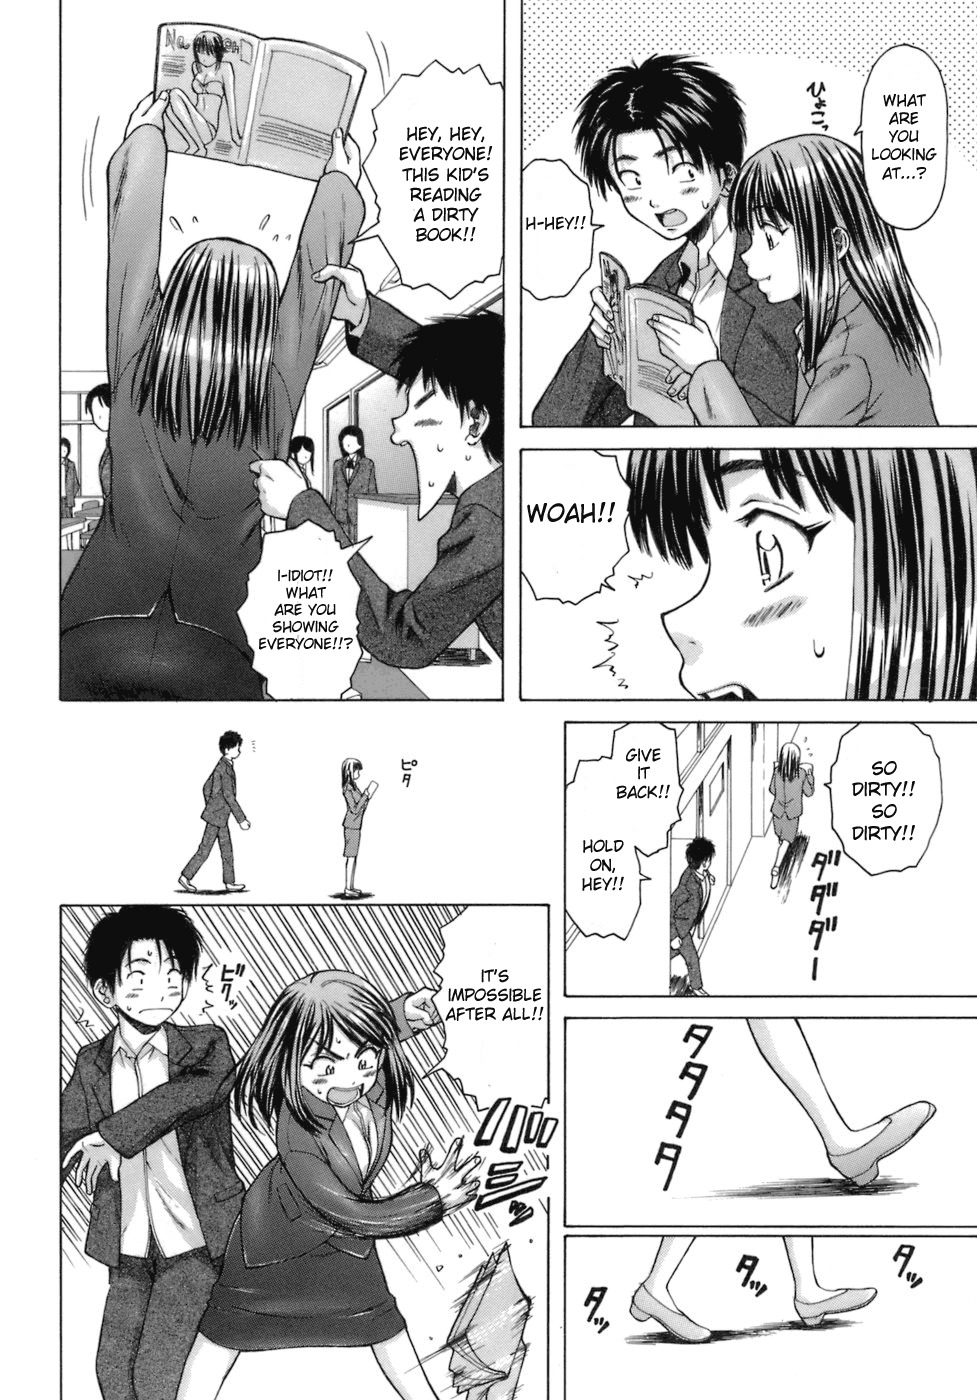 WHAT
ARE
YOU
LOOKING
AT...?
ひょこっ
H-HEY!!
WOAH!!
HEY, HEY,
EVERYONE!
THIS KID'S
READING
A DIRTY
BOOK!!
I-IDIOT!!
WHAT
ARE YOU
SHOWING
EVERYONE!!?
SO
DIRTY!!
SO
DIRTY!!
GIVE
IT
BACK!!
HOLD
ON,
HEY!!
ダダダダー
タタタタ
タッ
タッ
タッ
ピタ
IT'S
IMPOSSIBLE
AFTER ALL!!
ビクッ